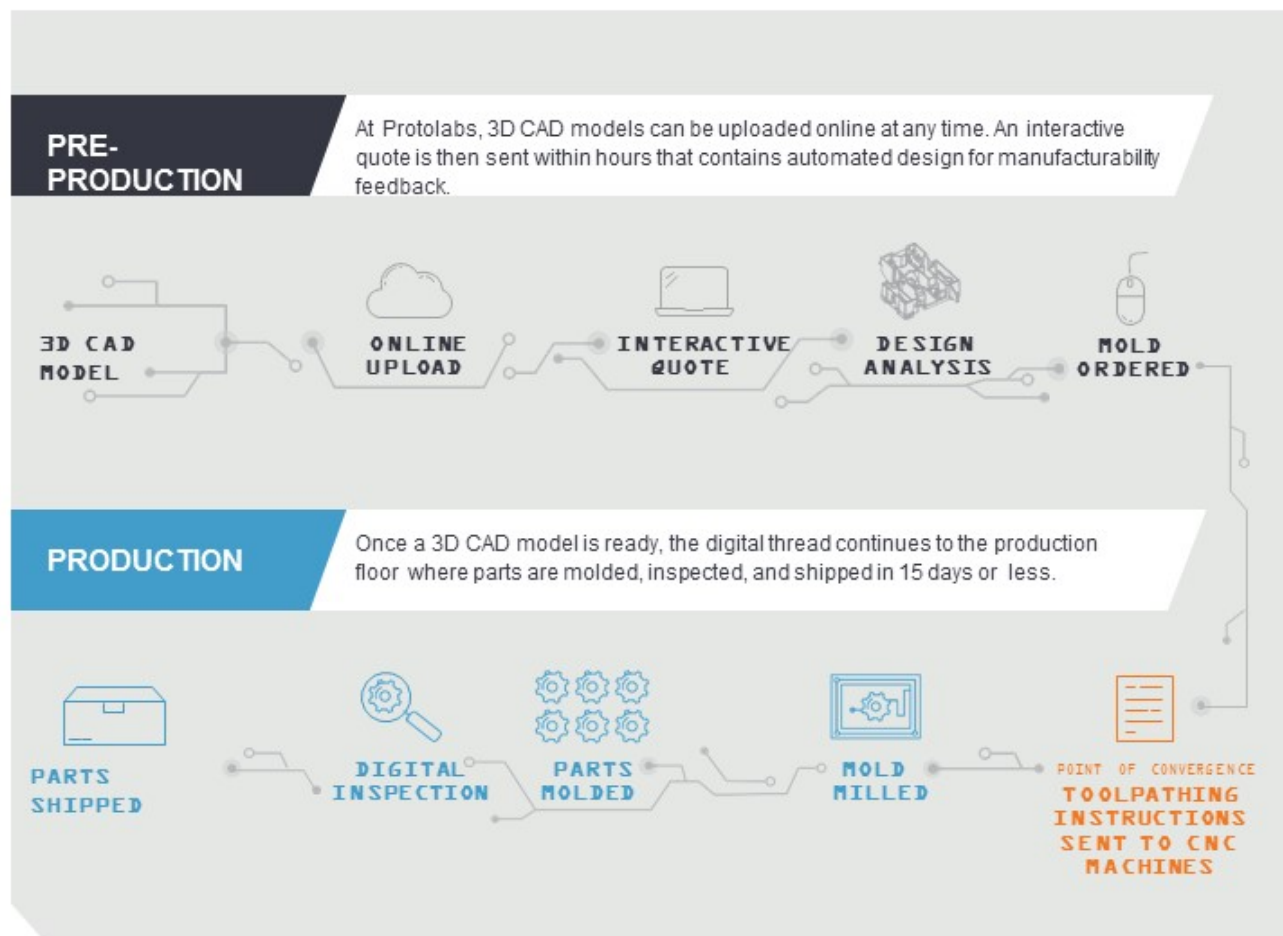 PRE-
PRODUCTION
At Protolabs, 3D CAD models can be uploaded online at any time. An interactive
quote is then sent within hours that contains automated design for manufacturability
feedback.
3D CAD
MODEL
ONLINE
UPLOAD
INTERACTIVE
QUOTE
DESIGN
ANALYSIS
MOLD
ORDERED
PRODUCTION
Once a 3D CAD model is ready, the digital thread continues to the production
floor where parts are molded, inspected, and shipped in 15 days or less.
PARTS
SHIPPED
DIGITAL
INSPECTION
PARTS
MOLDED
MOLD
MILLED
POINT OF CONVERGENCE
TOOLPATHING
INSTRUCTIONS
SENT TO CNC
MACHINES